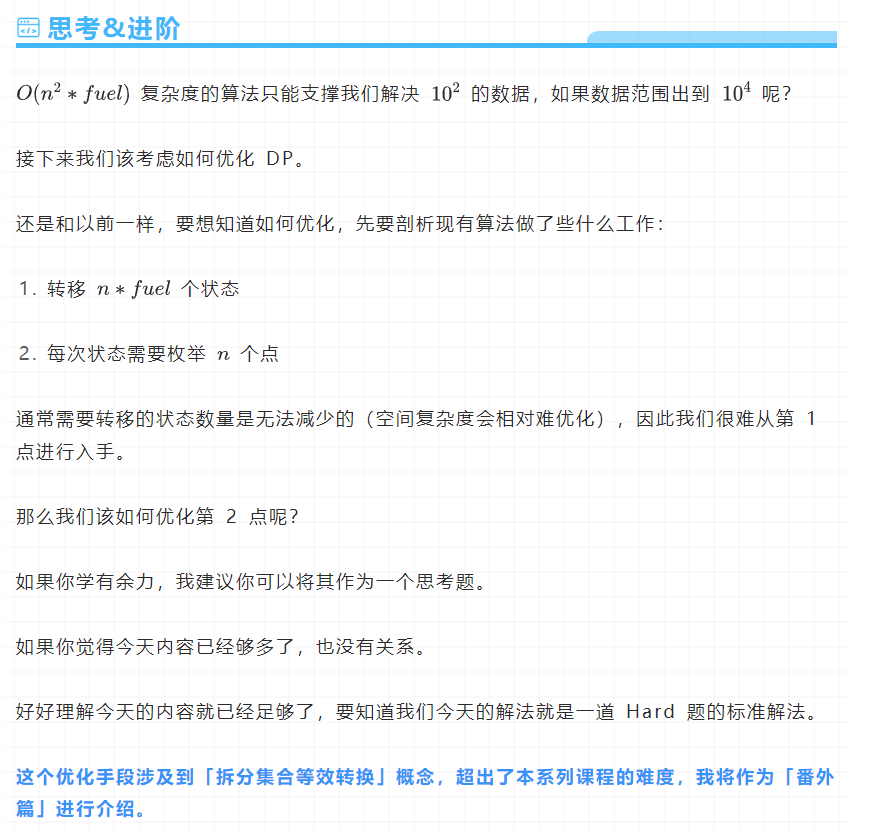 思考&进阶
O(n² * fuel) 复杂度的算法只能支撑我们解决 10² 的数据，如果数据范围出到 10⁴ 呢？
接下来我们该考虑如何优化 DP。
还是和以前一样，要想知道如何优化，先要剖析现有算法做了些什么工作：
1. 转移 n * fuel 个状态
2. 每次状态需要枚举 n 个点
通常需要转移的状态数量是无法减少的（空间复杂度会相对难优化），因此我们很难从第 1
点进行入手。
那么我们该如何优化第 2 点呢？
如果你学有余力，我建议你可以将其作为一个思考题。
如果你觉得今天内容已经够多了，也没有关系。
好好理解今天的内容就已经足够了，要知道我们今天的解法就是一道 Hard 题的标准解法。
这个优化手段涉及到「拆分集合等效转换」概念，超出了本系列课程的难度，我将作为「番外
篇」进行介绍。